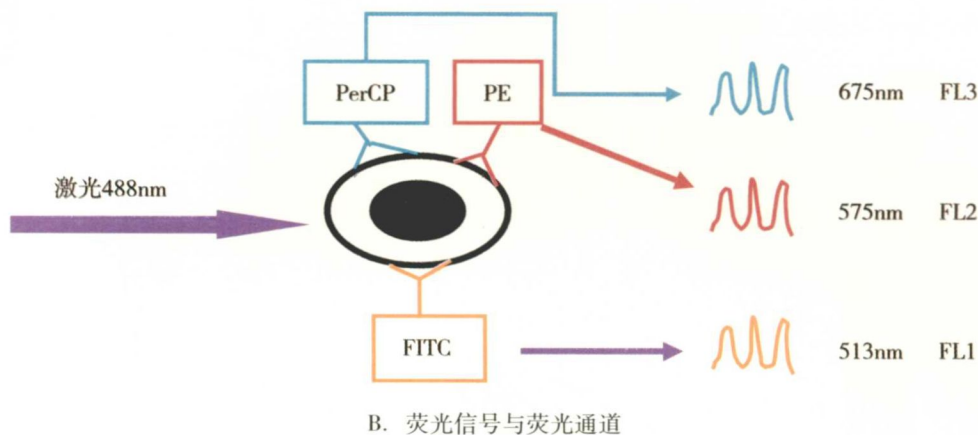 PerCP
PE
675nm FL3
激光488nm
575nm FL2
FITC
513nm FL1
B. 荧光信号与荧光通道